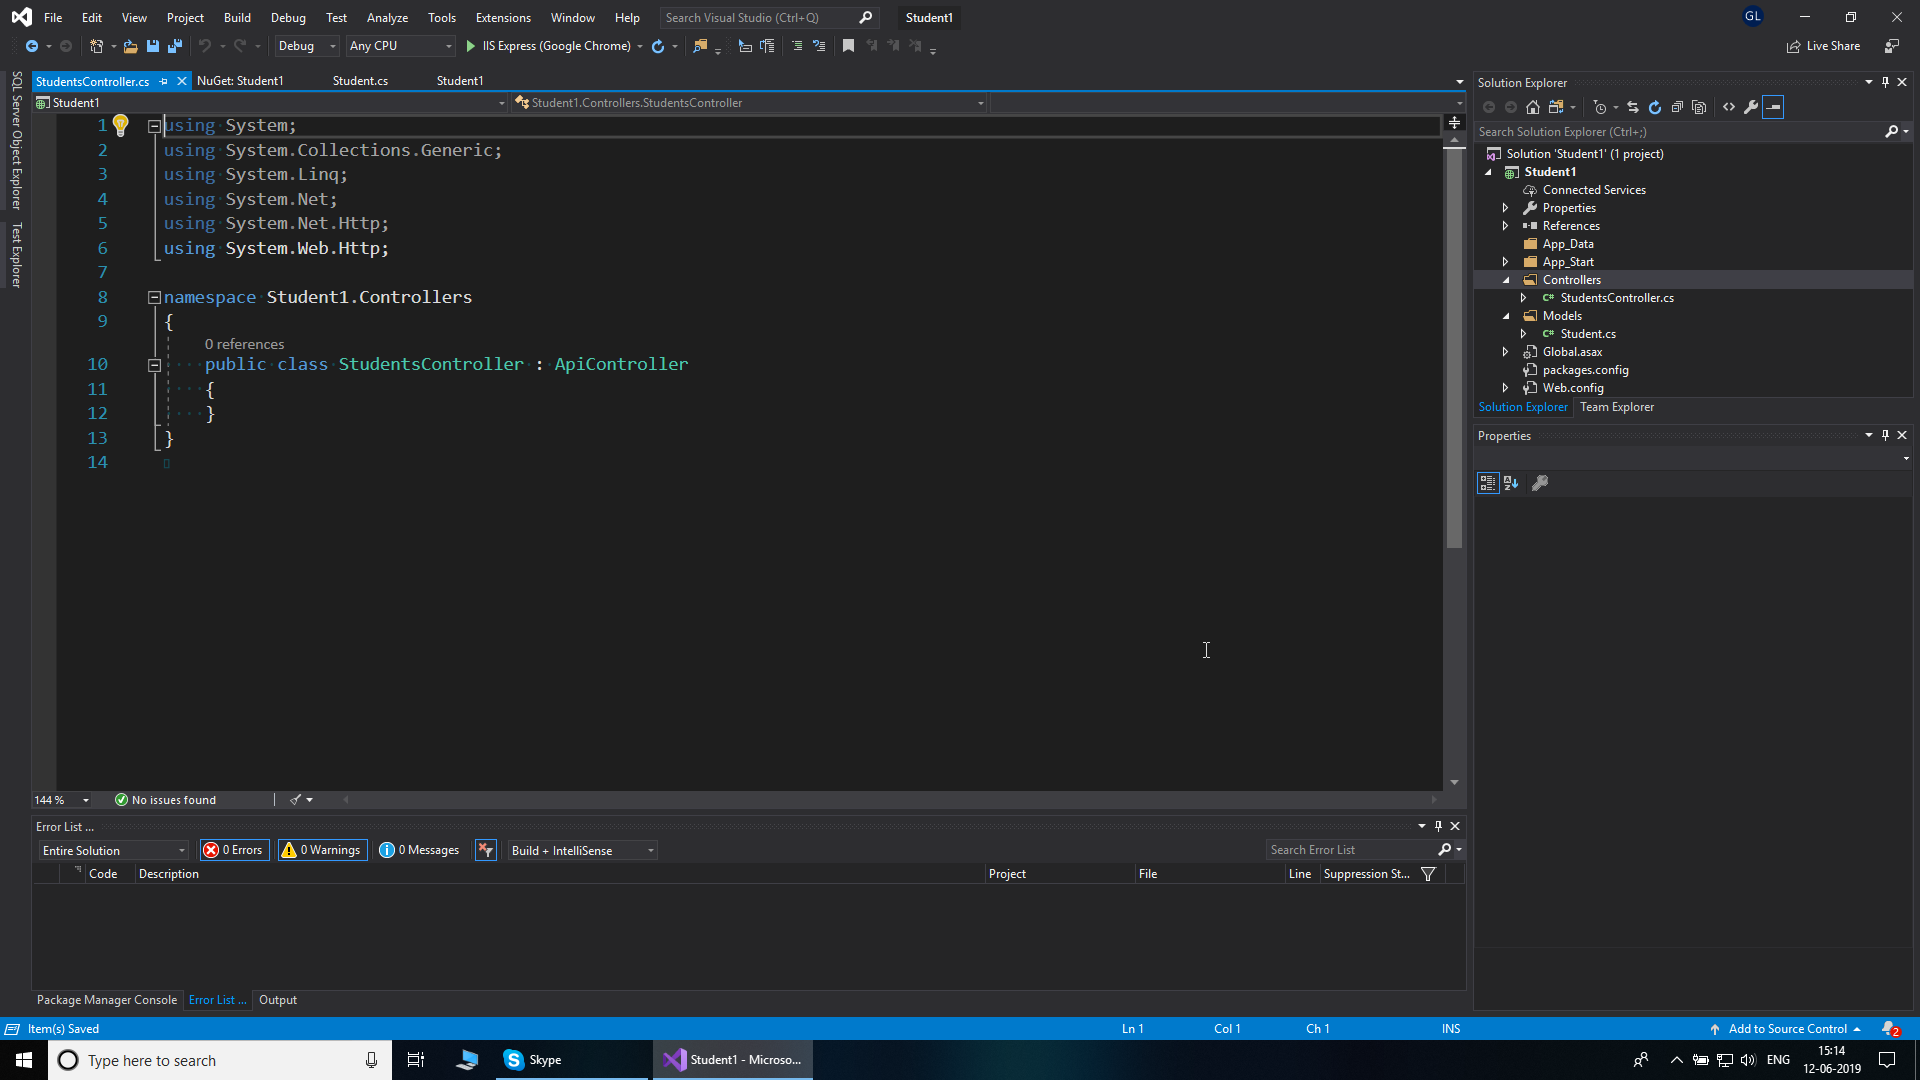 File Edit View Project Build Debug Test Analyze Tools Extensions Window Help Search Visual Studio (Ctrl+Q) Student1 GL
Debug Any CPU IIS Express (Google Chrome) Live Share
SQL Server Object Explorer
Test Explorer
StudentsController.cs NuGet: Student1 Student.cs Student1
Student1 Student1.Controllers.StudentsController
1 using System;
2 using System.Collections.Generic;
3 using System.Linq;
4 using System.Net;
5 using System.Net.Http;
6 using System.Web.Http;
7
8 namespace Student1.Controllers
9 {
0 references
10 public class StudentsController : ApiController
11 {
12 }
13 }
14
144 % No issues found
Error List ...
Entire Solution 0 Errors 0 Warnings 0 Messages Build + IntelliSense Search Error List
Code Description Project File Line Suppression St...
Package Manager Console Error List ... Output
Solution Explorer
Search Solution Explorer (Ctrl+;)
Solution 'Student1' (1 project)
Student1
Connected Services
Properties
References
App_Data
App_Start
Controllers
C# StudentsController.cs
Models
C# Student.cs
Global.asax
packages.config
Web.config
Solution Explorer Team Explorer
Properties
Item(s) Saved Ln 1 Col 1 Ch 1 INS Add to Source Control 2
Type here to search Skype Student1 - Microso... ENG 15:14
12-06-2019